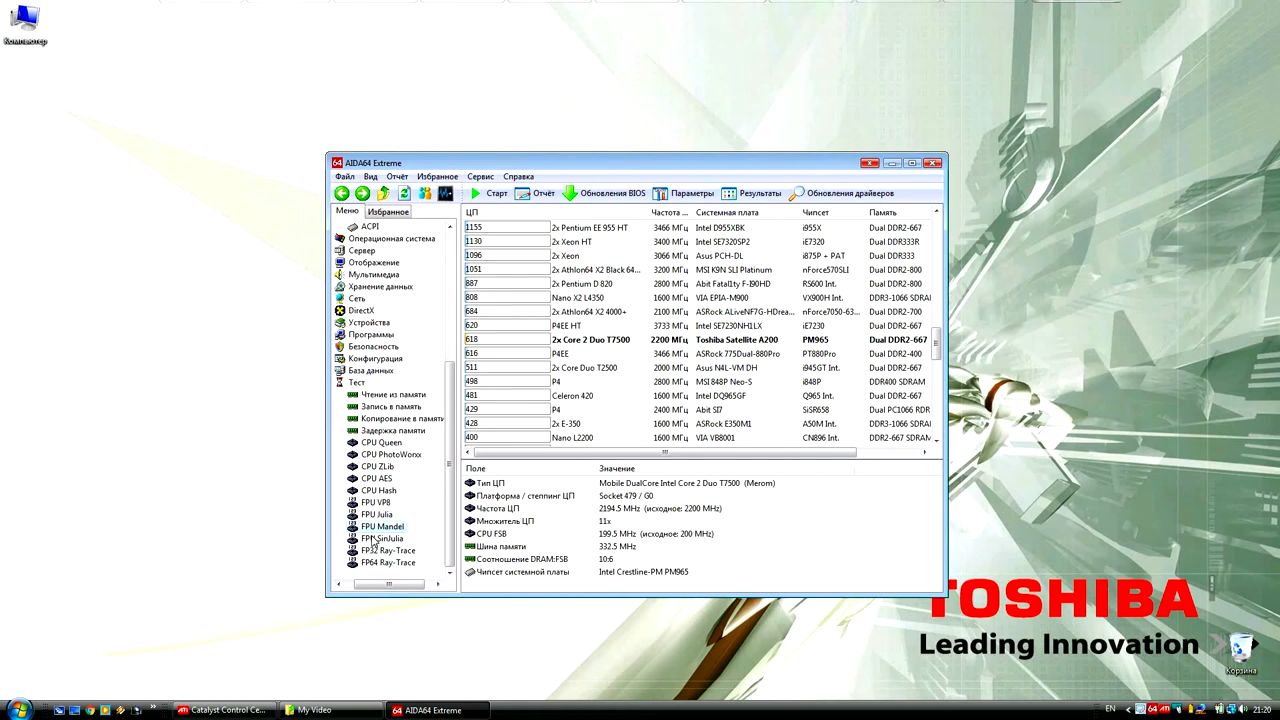 Компьютер
AIDA64 Extreme
Файл Вид Отчёт Избранное Сервис Справка
Старт Отчёт Обновления BIOS Параметры Результаты Обновления драйверов
Меню Избранное
ACPI
Операционная система
Сервер
Отображение
Мультимедиа
Хранение данных
Сеть
DirectX
Устройства
Программы
Безопасность
Конфигурация
База данных
Тест
Чтение из памяти
Запись в память
Копирование в памяти
Задержка памяти
CPU Queen
CPU PhotoWorxx
CPU ZLib
CPU AES
CPU Hash
FPU VP8
FPU Julia
FPU Mandel
FPU SinJulia
FP32 Ray-Trace
FP64 Ray-Trace
ЦП Частота ... Системная плата Чипсет Память
1155 2x Pentium EE 955 HT 3466 МГц Intel D955XBK i955X Dual DDR2-667
1130 2x Xeon HT 3400 МГц Intel SE7320SP2 iE7320 Dual DDR333R
1096 2x Xeon 3066 МГц Asus PCH-DL i875P + PAT Dual DDR333
1051 2x Athlon64 X2 Black 64... 2900 МГц MSI K9N SLI Platinum nForce570SLI Dual DDR2-800
887 2x Pentium D 820 2800 МГц Abit Fatal1ty F-I90HD RS600 Int. Dual DDR2-800
808 Nano X2 L4350 1600 МГц VIA EPIA-M900 VX900H Int. DDR3-1066 SDRAM
684 2x Athlon64 X2 4000+ 2100 МГц ASRock ALiveNF7G-HDrea... nForce7050-63... Dual DDR2-700
620 P4EE HT 3733 МГц Intel SE7230NH1LX iE7230 Dual DDR2-667
618 2x Core 2 Duo T7500 2200 МГц Toshiba Satellite A200 PM965 Dual DDR2-667
616 P4EE 3466 МГц ASRock 775Dual-880Pro PT880Pro Dual DDR2-400
511 2x Core Duo T2500 2000 МГц Asus N4L-VM DH i945GT Int. Dual DDR2-667
498 P4 2800 МГц MSI 848P Neo-S i848P DDR400 SDRAM
481 Celeron 420 1600 МГц Intel DQ965GF Q965 Int. Dual DDR2-667
429 P4 2400 МГц Abit SI7 SiSR658 Dual PC1066 RDR
428 2x E-350 1600 МГц ASRock E350M1 A50M Int. DDR3-1066 SDRAM
400 Nano L2200 1600 МГц VIA VB8001 CN896 Int. DDR2-667 SDRAM
Поле Значение
Тип ЦП Mobile DualCore Intel Core 2 Duo T7500 (Merom)
Платформа / степпинг ЦП Socket 479 / G0
Частота ЦП 2194.5 MHz (исходное: 2200 MHz)
Множитель ЦП 11x
CPU FSB 199.5 MHz (исходное: 200 MHz)
Шина памяти 332.5 MHz
Соотношение DRAM:FSB 10:6
Чипсет системной платы Intel Crestline-PM PM965
TOSHIBA
Leading Innovation
Корзина
Catalyst Control Ce... My Video AIDA64 Extreme EN 21:20